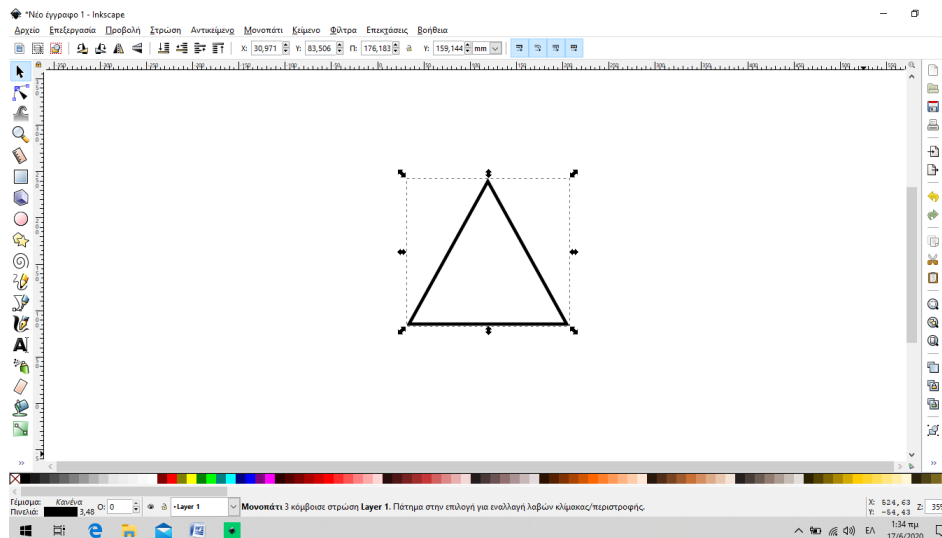 *Νέο έγγραφο 1 - Inkscape
Αρχείο Επεξεργασία Προβολή Στρώση Αντικείμενο Μονοπάτι Κείμενο Φίλτρα Επεκτάσεις Βοήθεια
X: 30,971 Y: 83,506 Π: 176,183 Υ: 159,144 mm
Γέμισμα: Κανένα
Πινελιά: 3,48 O: 0 •Layer 1 Μονοπάτι 3 κόμβοισε στρώση Layer 1. Πάτημα στην επιλογή για εναλλαγή λαβών κλίμακας/περιστροφής.
X: 524,63
Y: -54,43 Z: 35%
ΕΛ 1:34 πμ
17/6/2020